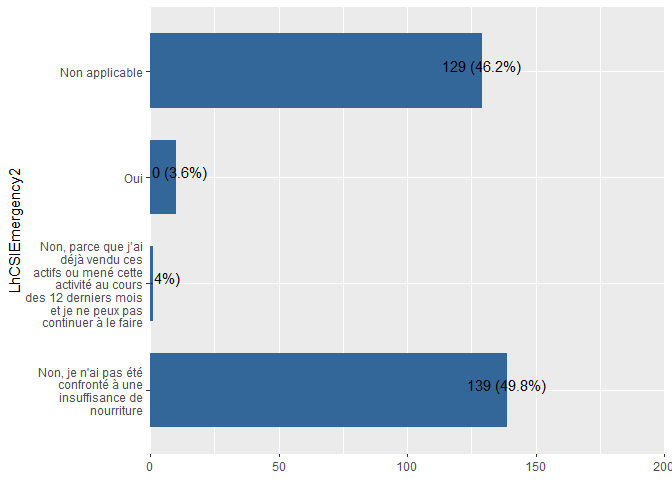 LhCSIEmergency2
Non applicable
129 (46.2%)
Oui
0 (3.6%)
Non, parce que j'ai
déjà vendu ces
actifs ou mené cette
activité au cours
des 12 derniers mois
et je ne peux pas
continuer à le faire
4%)
Non, je n'ai pas été
confronté à une
insuffisance de
nourriture
139 (49.8%)
0
50
100
150
200